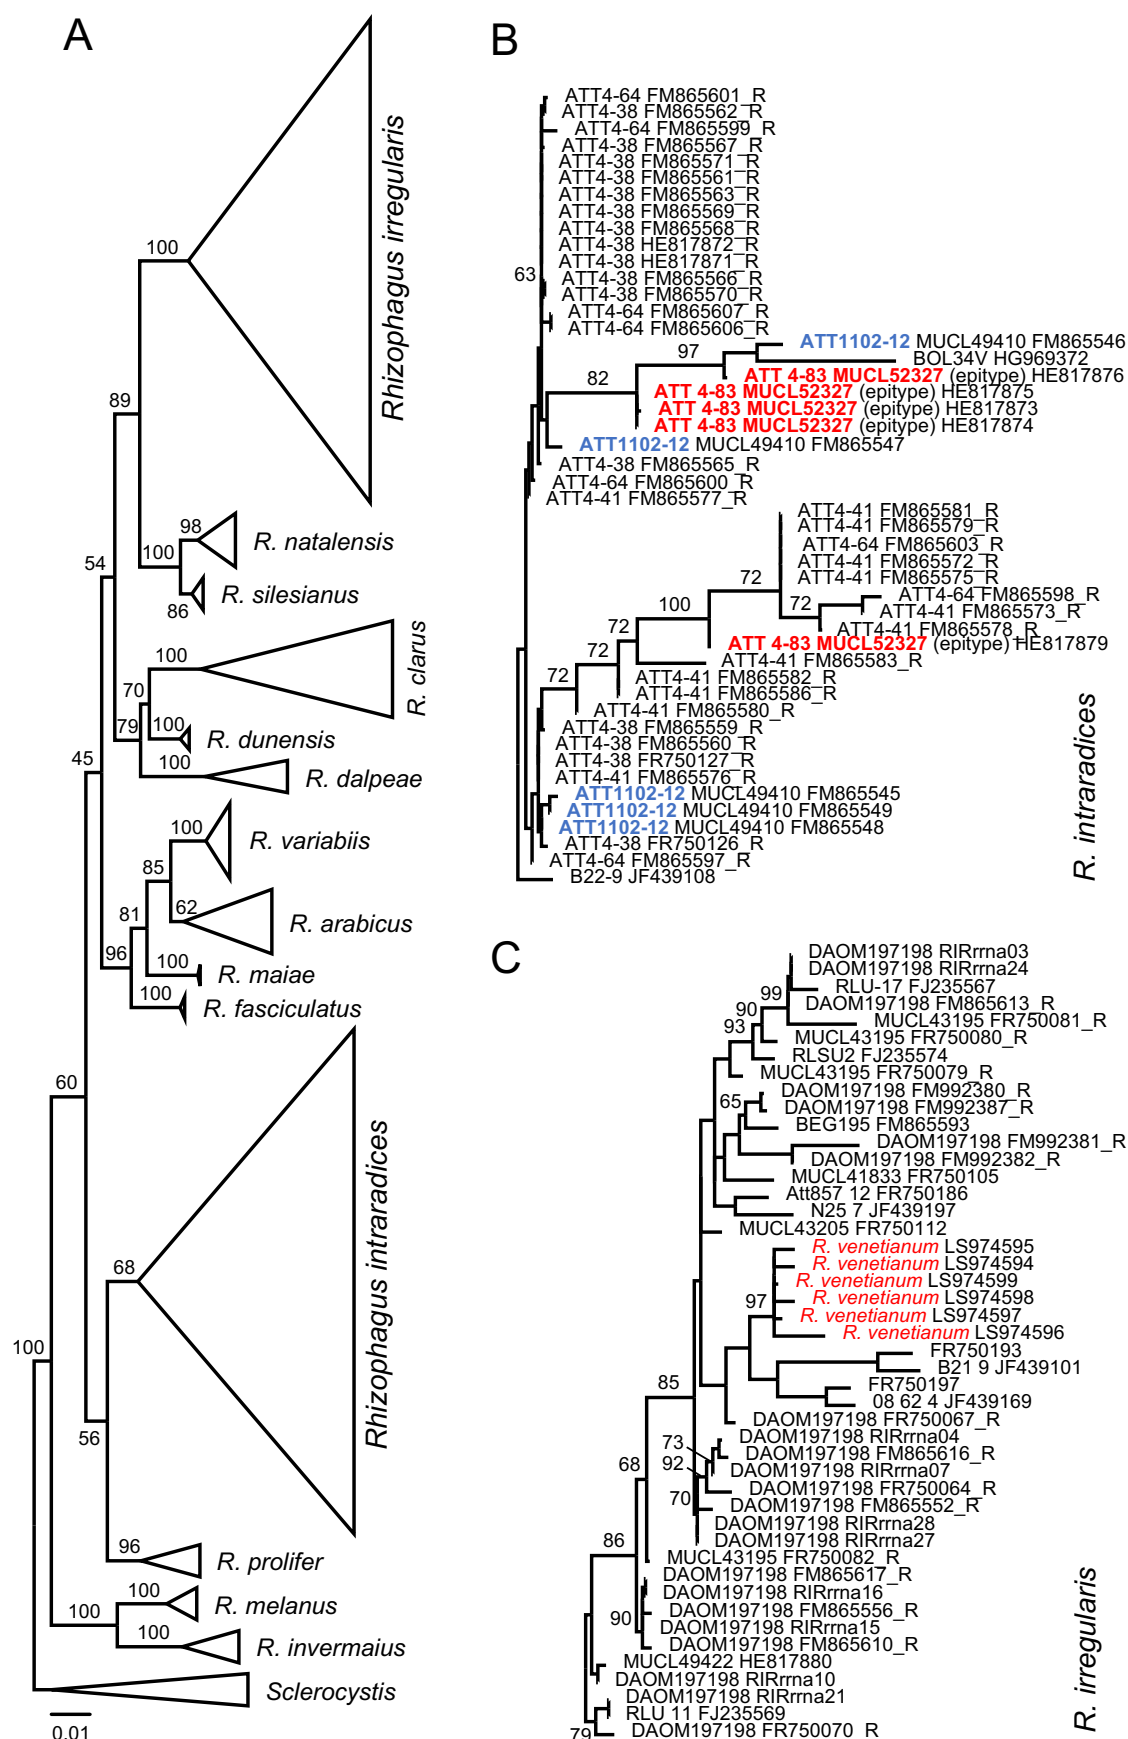 A
100
Rhizophagus irregularis
89
98
R. natalensis
100
R. silesianus
86
54
100
R. clarus
70
100
R. dunensis
79
100
R. dalpeae
45
100
R. variabiis
85
62
R. arabicus
81
100
R. maiae
96
100
R. fasciculatus
60
68
Rhizophagus intraradices
56
96
R. prolifer
100
100
R. melanus
100
100
R. invermaius
Sclerocystis
0.01
B
ATT4-64 FM865601_R
ATT4-38 FM865562_R
ATT4-64 FM865599_R
ATT4-38 FM865567_R
ATT4-38 FM865571_R
ATT4-38 FM865561_R
ATT4-38 FM865563_R
ATT4-38 FM865569_R
ATT4-38 FM865568_R
ATT4-38 HE817872_R
ATT4-38 HE817871_R
63
ATT4-38 FM865566_R
ATT4-38 FM865570_R
ATT4-64 FM865607_R
ATT4-64 FM865606_R
97
ATT1102-12 MUCL49410 FM865546
BOL34V HG969372
82
ATT 4-83 MUCL52327 (epitype) HE817876
ATT 4-83 MUCL52327 (epitype) HE817875
ATT 4-83 MUCL52327 (epitype) HE817873
ATT 4-83 MUCL52327 (epitype) HE817874
ATT1102-12 MUCL49410 FM865547
ATT4-38 FM865565_R
ATT4-64 FM865600_R
ATT4-41 FM865577_R
ATT4-41 FM865581_R
ATT4-41 FM865579_R
ATT4-64 FM865603_R
ATT4-41 FM865572_R
72
ATT4-41 FM865575_R
ATT4-64 FM865598_R
100
72
ATT4-41 FM865573_R
72
ATT4-41 FM865578_R
ATT 4-83 MUCL52327 (epitype) HE817879
72
ATT4-41 FM865583_R
72
ATT4-41 FM865582_R
ATT4-41 FM865586_R
ATT4-41 FM865580_R
ATT4-38 FM865559_R
ATT4-38 FM865560_R
ATT4-38 FR750127_R
ATT4-41 FM865576_R
ATT1102-12 MUCL49410 FM865545
ATT1102-12 MUCL49410 FM865549
ATT1102-12 MUCL49410 FM865548
ATT4-38 FR750126_R
ATT4-64 FM865597_R
B22-9 JF439108
R. intraradices
C
DAOM197198 RIRrrna03
DAOM197198 RIRrrna24
RLU-17 FJ235567
99
DAOM197198 FM865613_R
90
MUCL43195 FR750081_R
93
MUCL43195 FR750080_R
RLSU2 FJ235574
MUCL43195 FR750079_R
DAOM197198 FM992380_R
65
DAOM197198 FM992387_R
BEG195 FM865593
DAOM197198 FM992381_R
DAOM197198 FM992382_R
MUCL41833 FR750105
Att857 12 FR750186
N25 7 JF439197
MUCL43205 FR750112
R. venetianum LS974595
R. venetianum LS974594
R. venetianum LS974599
R. venetianum LS974598
97
R. venetianum LS974597
R. venetianum LS974596
FR750193
B21 9 JF439101
85
FR750197
08 62 4 JF439169
DAOM197198 FR750067_R
DAOM197198 RIRrrna04
73
DAOM197198 FM865616_R
68
92
DAOM197198 RIRrrna07
DAOM197198 FR750064_R
70
DAOM197198 FM865552_R
DAOM197198 RIRrrna28
DAOM197198 RIRrrna27
86
MUCL43195 FR750082_R
DAOM197198 FM865617_R
DAOM197198 RIRrrna16
DAOM197198 FM865556_R
90
DAOM197198 RIRrrna15
DAOM197198 FM865610_R
MUCL49422 HE817880
DAOM197198 RIRrrna10
DAOM197198 RIRrrna21
RLU 11 FJ235569
79
DAOM197198 FR750070_R
R. irregularis